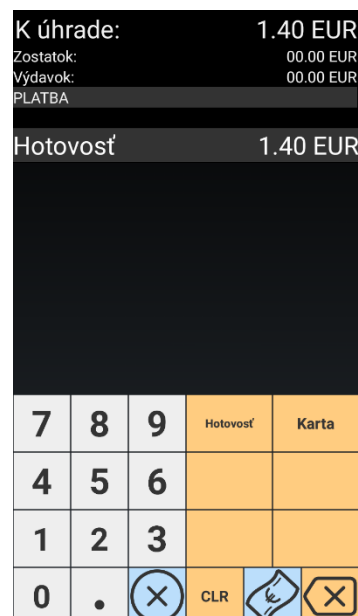 K úhrade: 1.40 EUR
Zostatok: 00.00 EUR
Výdavok: 00.00 EUR
PLATBA
Hotovosť 1.40 EUR
7 8 9 Hotovosť Karta
4 5 6
1 2 3
0 . CLR €